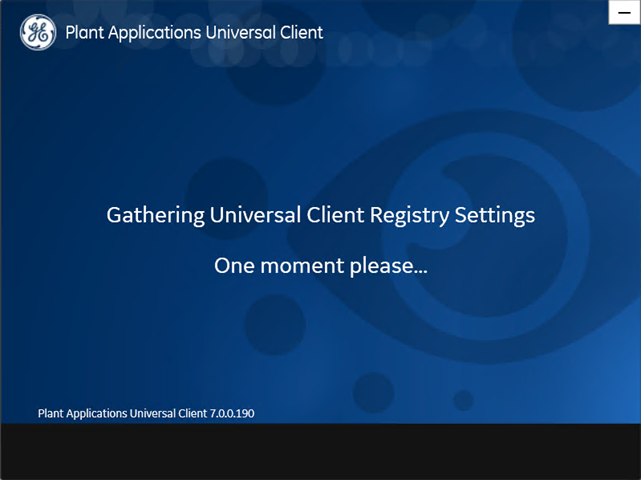 Plant Applications Universal Client
Gathering Universal Client Registry Settings
One moment please...
Plant Applications Universal Client 7.0.0.190